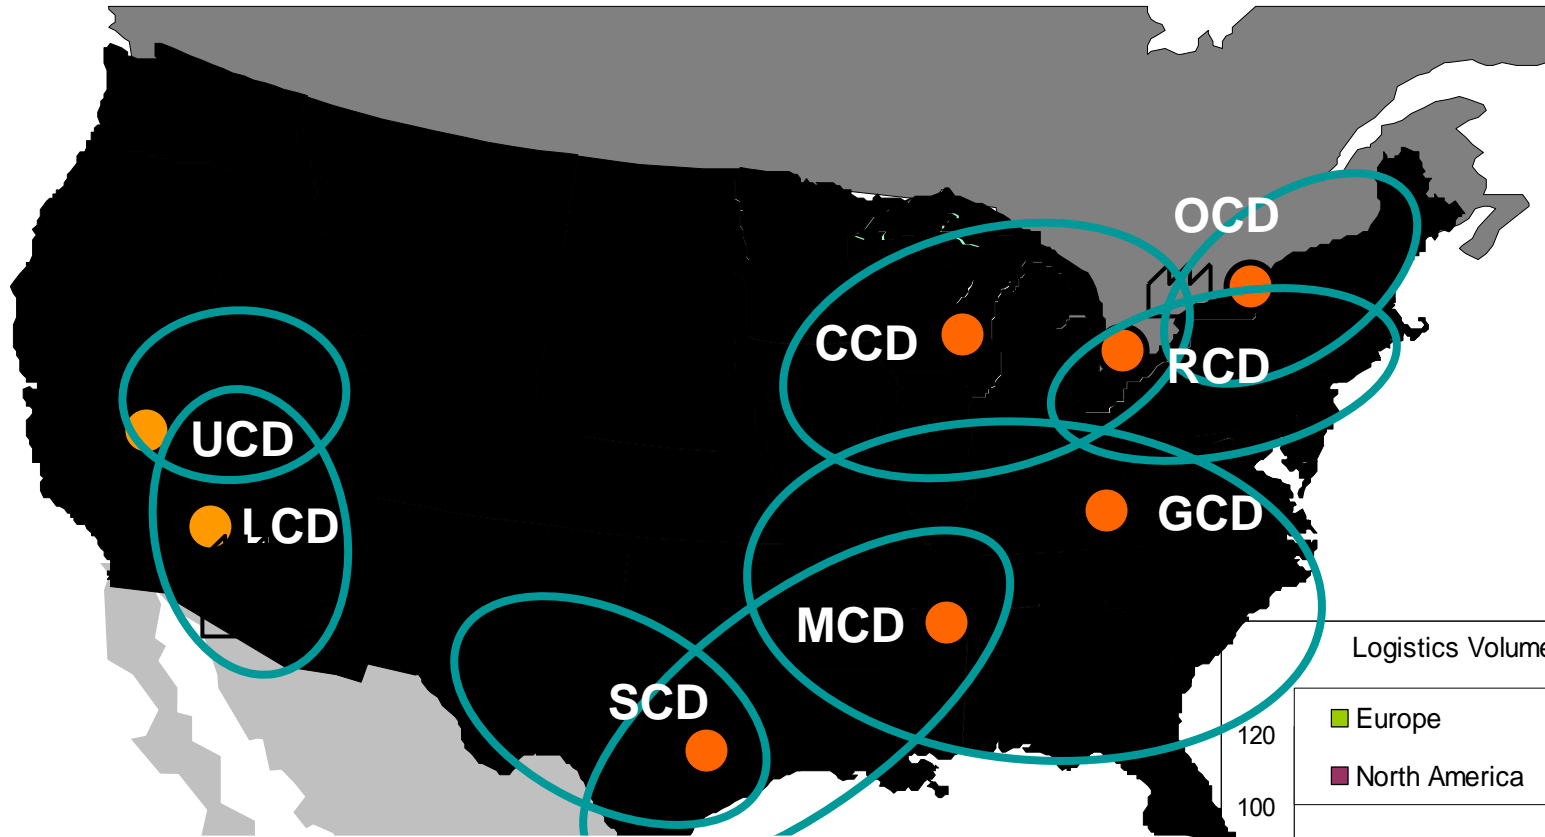 OCD
CCD
RCD
UCD
GCD
LCD
MCD
SCD
Logistics Volume
Europe
120
North America
100